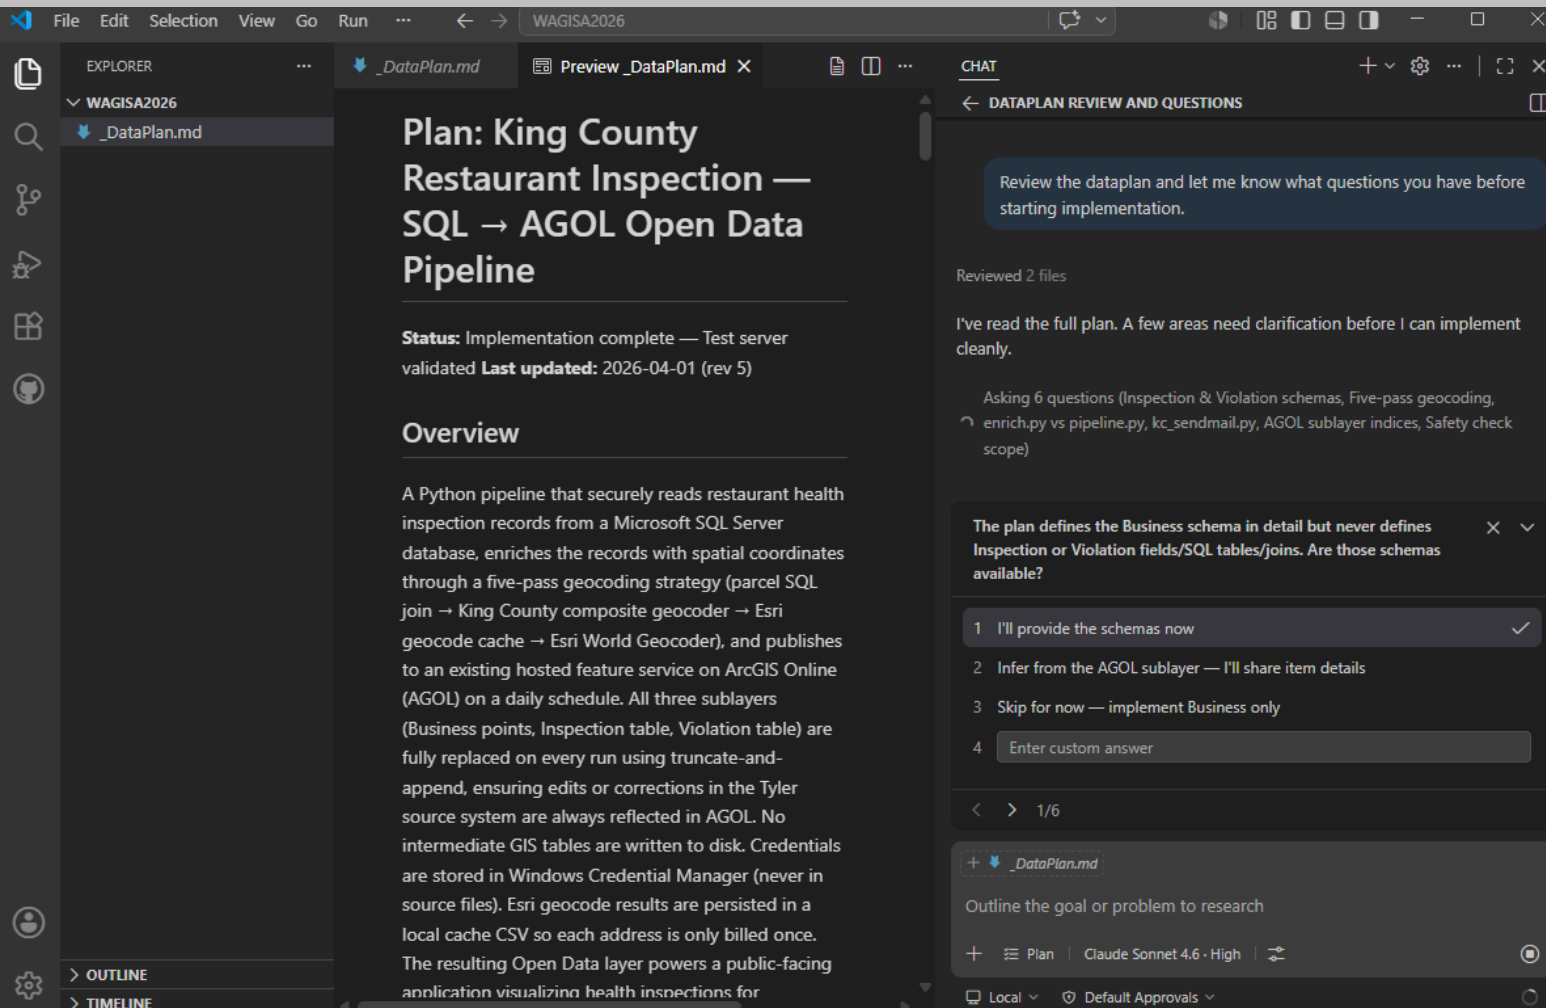 File Edit Selection View Go Run ··· ← → WAGISA2026
EXPLORER ···
WAGISA2026
_DataPlan.md
OUTLINE
TIMELINE
_DataPlan.md Preview _DataPlan.md ···
Plan: King County
Restaurant Inspection —
SQL → AGOL Open Data
Pipeline
Status: Implementation complete — Test server
validated Last updated: 2026-04-01 (rev 5)
Overview
A Python pipeline that securely reads restaurant health
inspection records from a Microsoft SQL Server
database, enriches the records with spatial coordinates
through a five-pass geocoding strategy (parcel SQL
join → King County composite geocoder → Esri
geocode cache → Esri World Geocoder), and publishes
to an existing hosted feature service on ArcGIS Online
(AGOL) on a daily schedule. All three sublayers
(Business points, Inspection table, Violation table) are
fully replaced on every run using truncate-and-
append, ensuring edits or corrections in the Tyler
source system are always reflected in AGOL. No
intermediate GIS tables are written to disk. Credentials
are stored in Windows Credential Manager (never in
source files). Esri geocode results are persisted in a
local cache CSV so each address is only billed once.
The resulting Open Data layer powers a public-facing
application visualizing health inspections for
CHAT
DATAPLAN REVIEW AND QUESTIONS
Review the dataplan and let me know what questions you have before
starting implementation.
Reviewed 2 files
I've read the full plan. A few areas need clarification before I can implement
cleanly.
Asking 6 questions (Inspection & Violation schemas, Five-pass geocoding,
enrich.py vs pipeline.py, kc_sendmail.py, AGOL sublayer indices, Safety check
scope)
The plan defines the Business schema in detail but never defines
Inspection or Violation fields/SQL tables/joins. Are those schemas
available?
1 I'll provide the schemas now
2 Infer from the AGOL sublayer — I'll share item details
3 Skip for now — implement Business only
4 Enter custom answer
1/6
_DataPlan.md
Outline the goal or problem to research
Plan Claude Sonnet 4.6 · High
Local Default Approvals